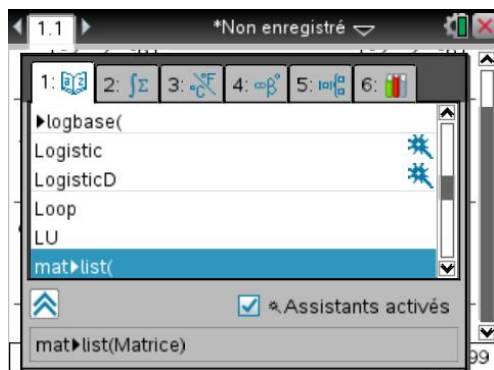 1.1 *Non enregistré
1: 2: ∫Σ 3: °C°F 4: ∞β° 5: 6:
▶logbase(
Logistic
LogisticD
Loop
LU
mat▶list(
Assistants activés
mat▶list(Matrice)
99